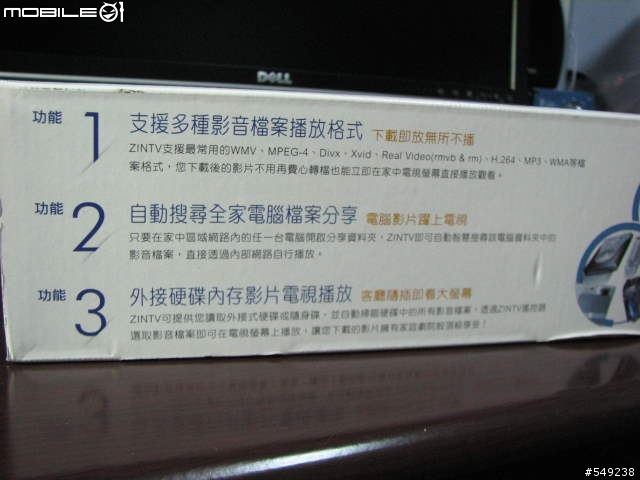 MOBILE01
DELL
功能 1 支援多種影音檔案播放格式 下載即放無所不播
ZINTV支援最常用的WMV、MPEG-4、Divx、Xvid、Real Video(rmvb & rm)、H.264、MP3、WMA等檔
案格式，您下載後的影片不用再費心轉檔也能立即在家中電視螢幕直接播放觀看。
功能 2 自動搜尋全家電腦檔案分享 電腦影片躍上電視
只要在家中區域網路內的任一台電腦開啟分享資料夾，ZINTV即可自動智慧搜尋該電腦資料夾中的
影音檔案，直接透過內部網路自行播放。
功能 3 外接硬碟內存影片電視播放 客廳隨插即看大螢幕
ZINTV可提供您讀取外接式硬碟或隨身碟，並自動掃瞄硬碟中的所有影音檔案，透過ZINTV遙控器
選取影音檔案即可在電視螢幕上播放、讓您下載的影片擁有家庭劇院般頂級享受！
#549238